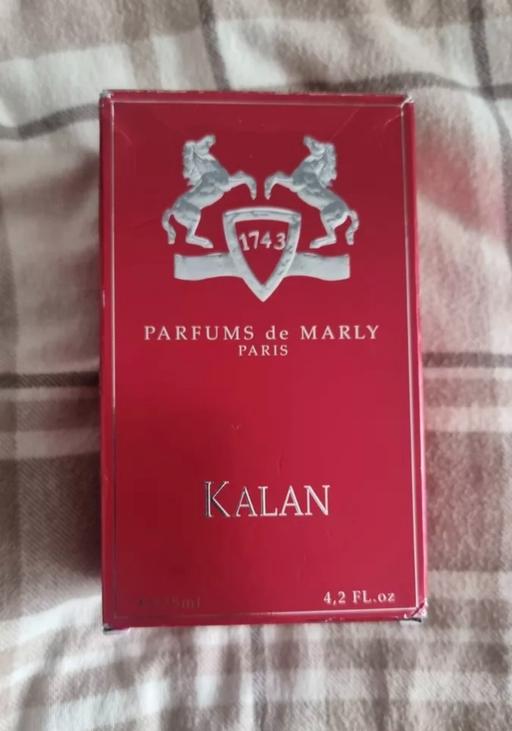 1743
PARFUMS de MARLY
PARIS
KALAN
4,2 FL.oz